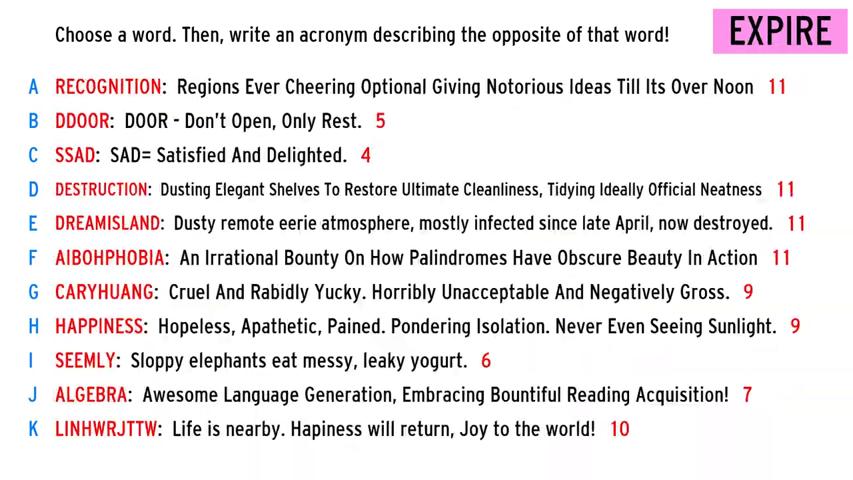 Choose a word. Then, write an acronym describing the opposite of that word!
EXPIRE
A RECOGNITION: Regions Ever Cheering Optional Giving Notorious Ideas Till Its Over Noon 11
B DDOOR: DOOR - Don't Open, Only Rest. 5
C SSAD: SAD= Satisfied And Delighted. 4
D DESTRUCTION: Dusting Elegant Shelves To Restore Ultimate Cleanliness, Tidying Ideally Official Neatness 11
E DREAMISLAND: Dusty remote eerie atmosphere, mostly infected since late April, now destroyed. 11
F AIBOHPHOBIA: An Irrational Bounty On How Palindromes Have Obscure Beauty In Action 11
G CARYHUANG: Cruel And Rabidly Yucky. Horribly Unacceptable And Negatively Gross. 9
H HAPPINESS: Hopeless, Apathetic, Pained. Pondering Isolation. Never Even Seeing Sunlight. 9
I SEEMLY: Sloppy elephants eat messy, leaky yogurt. 6
J ALGEBRA: Awesome Language Generation, Embracing Bountiful Reading Acquisition! 7
K LINHWRJTTW: Life is nearby. Hapiness will return, Joy to the world! 10